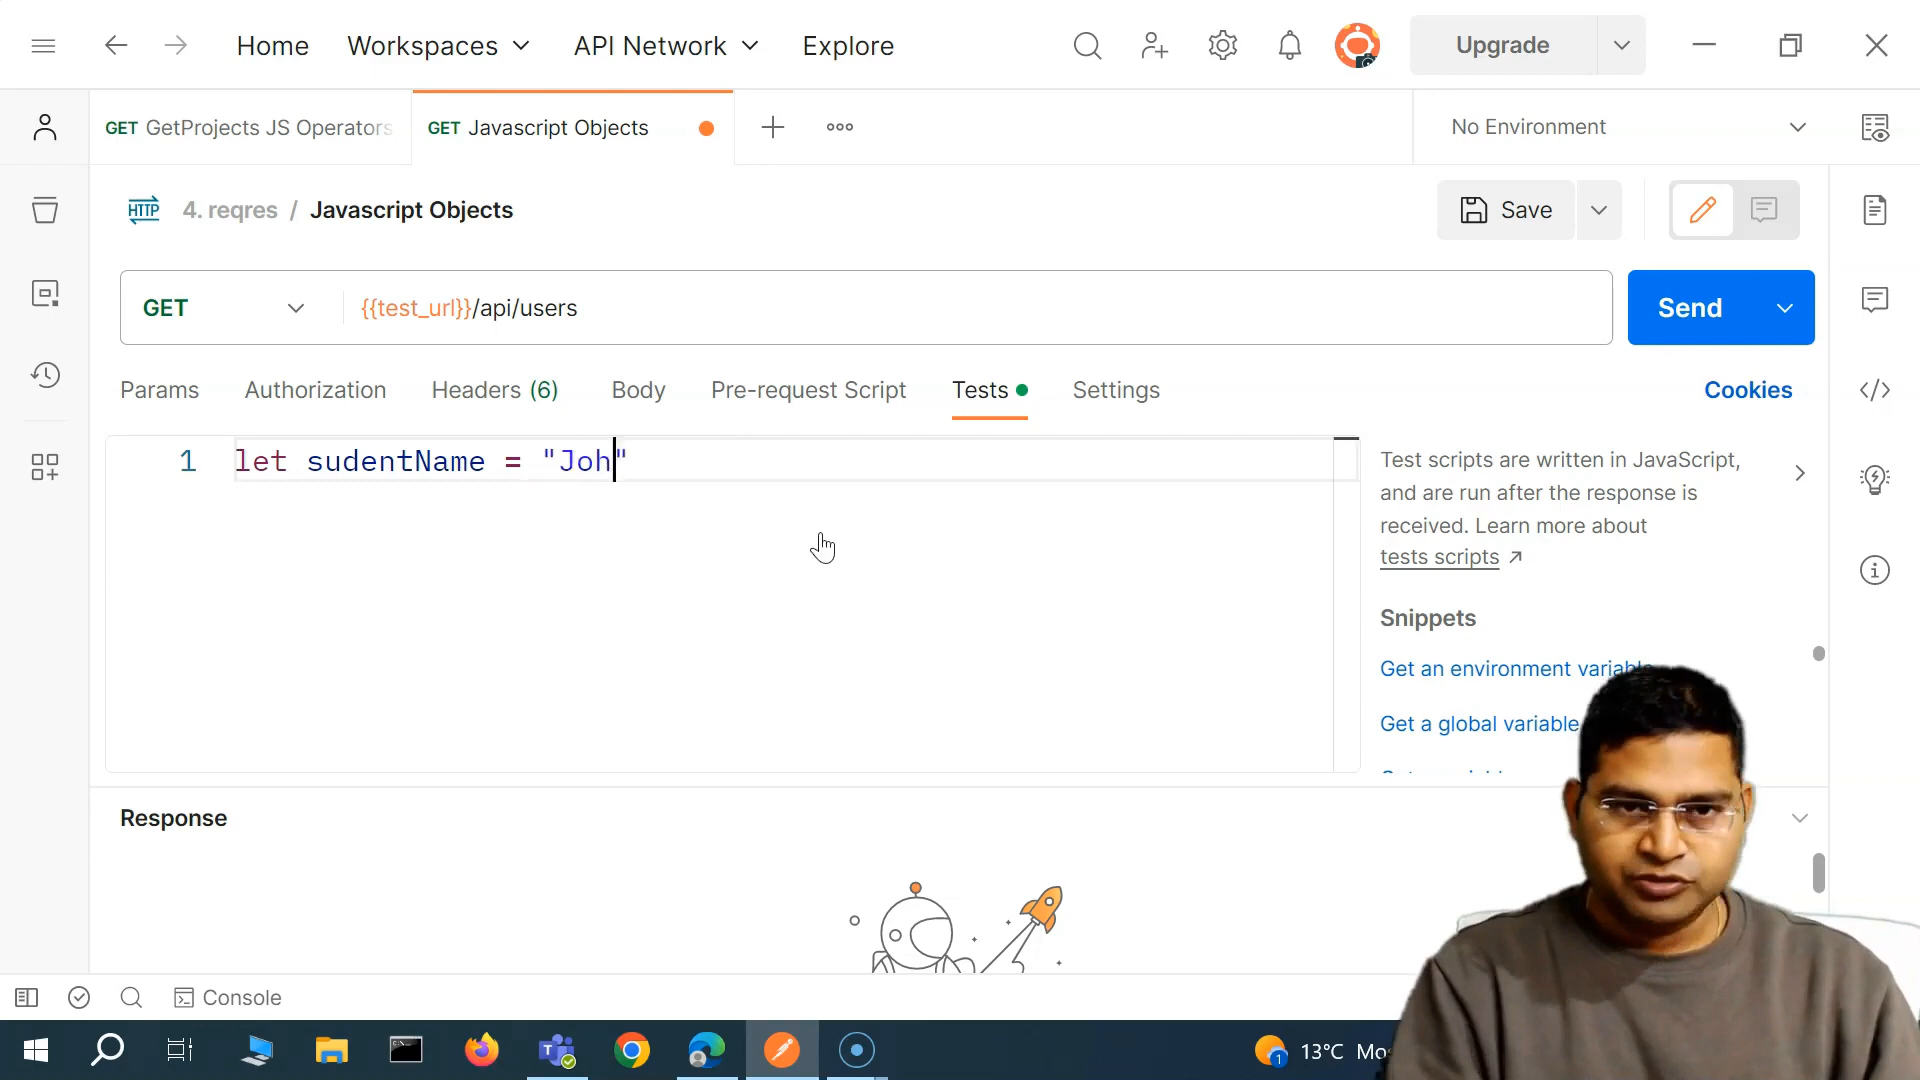 Home Workspaces API Network Explore Upgrade
GET GetProjects JS Operators GET Javascript Objects No Environment
HTTP 4. reqres / Javascript Objects Save
GET {{test_url}}/api/users Send
Params Authorization Headers (6) Body Pre-request Script Tests Settings Cookies
1 let sudentName = "Joh"
Test scripts are written in JavaScript,
and are run after the response is
received. Learn more about
tests scripts
Snippets
Get an environment variable
Get a global variable
Response
Console
1 13°C